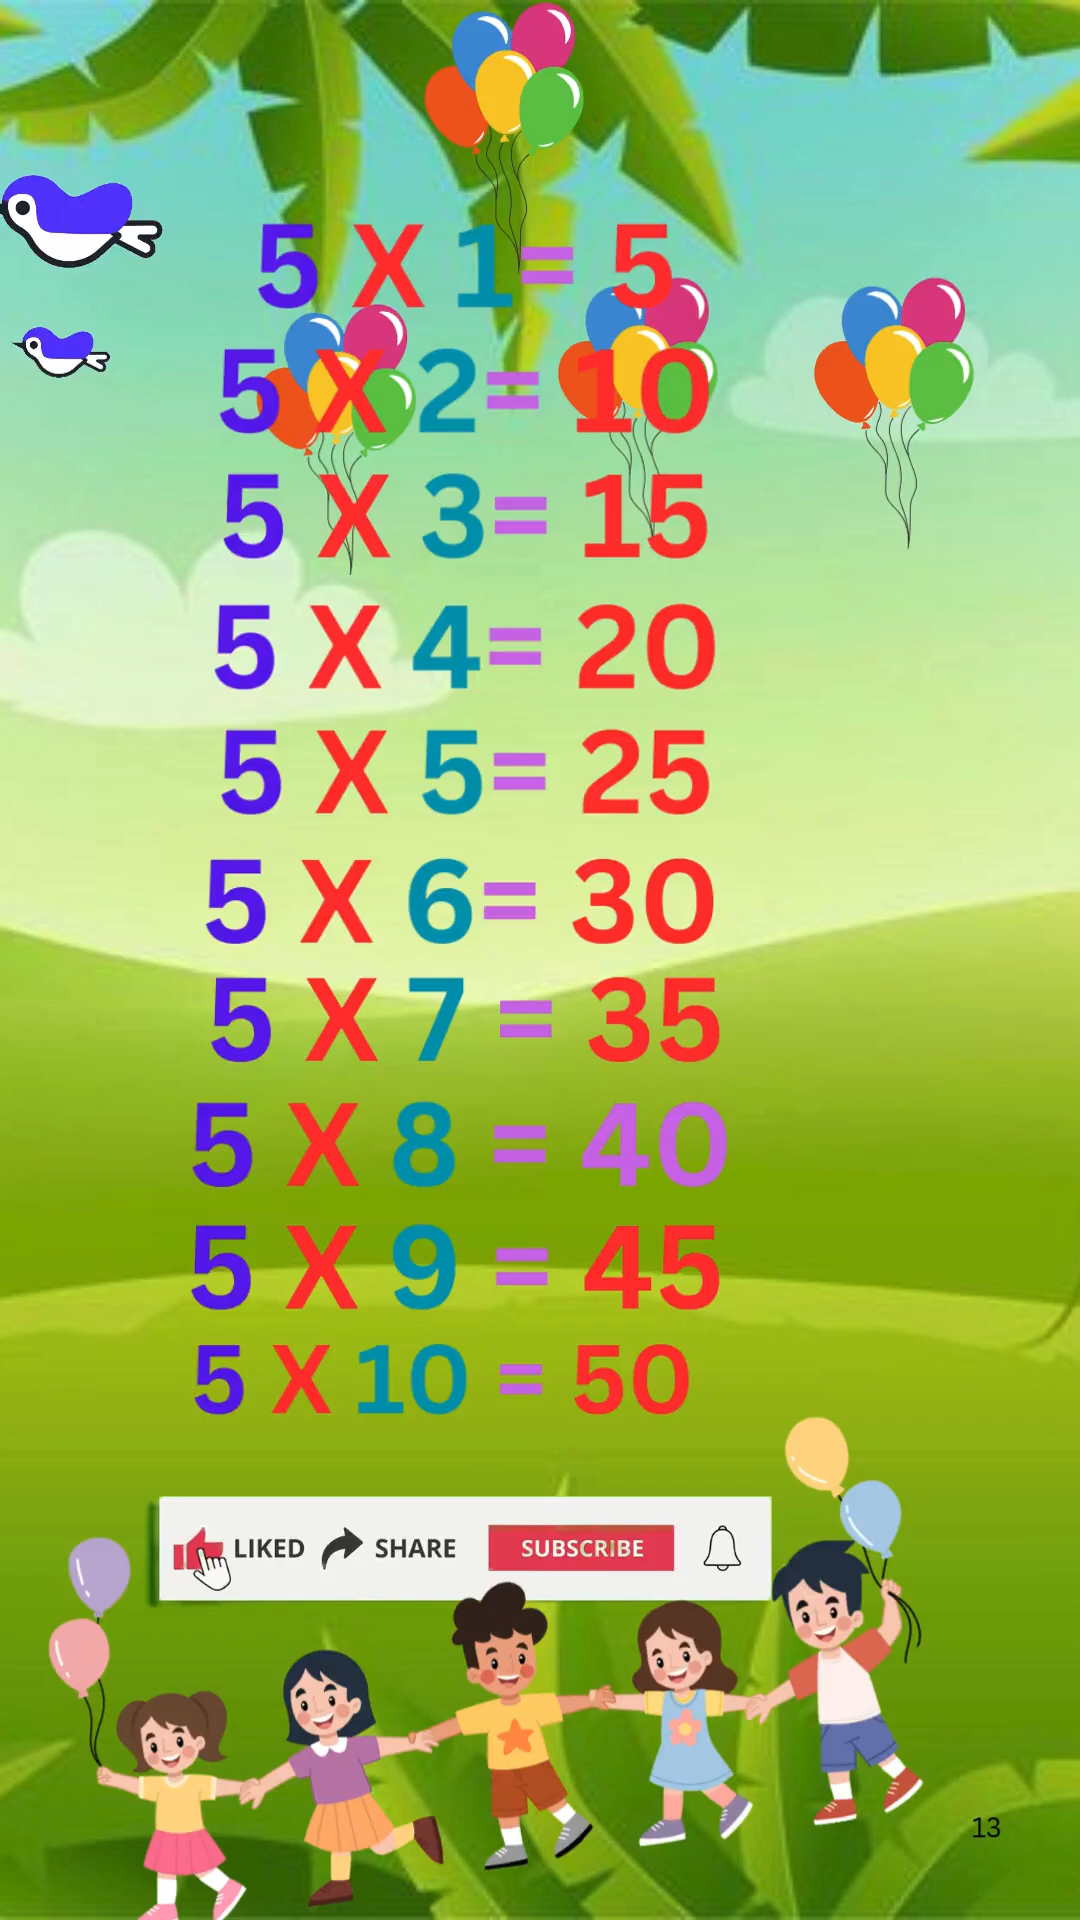 5 X 1= 5
5 X 2= 10
5 X 3= 15
5 X 4= 20
5 X 5= 25
5 X 6= 30
5 X 7 = 35
5 X 8 = 40
5 X 9 = 45
5 X 10 = 50
LIKED SHARE SUBSCRIBE
13